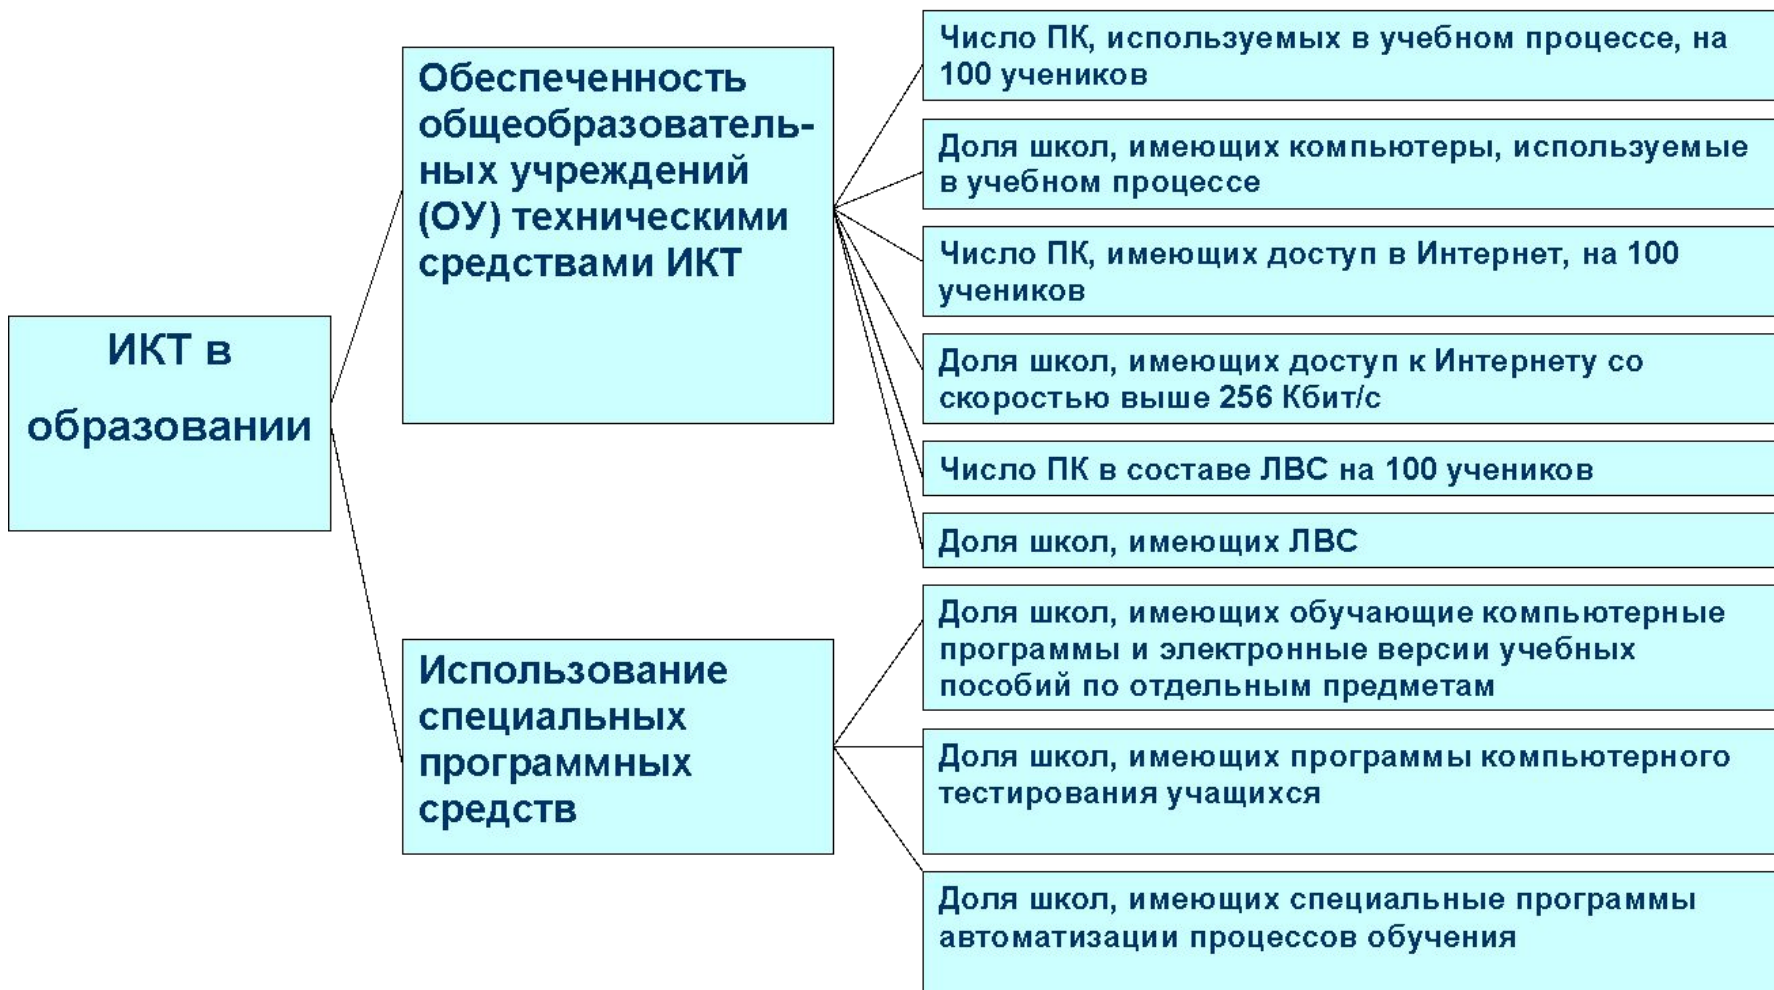 ИКТ в
образовании
Обеспеченность
общеобразователь-
ных учреждений
(ОУ) техническими
средствами ИКТ
Число ПК, используемых в учебном процессе, на
100 учеников
Доля школ, имеющих компьютеры, используемые
в учебном процессе
Число ПК, имеющих доступ в Интернет, на 100
учеников
Доля школ, имеющих доступ к Интернету со
скоростью выше 256 Кбит/с
Число ПК в составе ЛВС на 100 учеников
Доля школ, имеющих ЛВС
Использование
специальных
программных
средств
Доля школ, имеющих обучающие компьютерные
программы и электронные версии учебных
пособий по отдельным предметам
Доля школ, имеющих программы компьютерного
тестирования учащихся
Доля школ, имеющих специальные программы
автоматизации процессов обучения